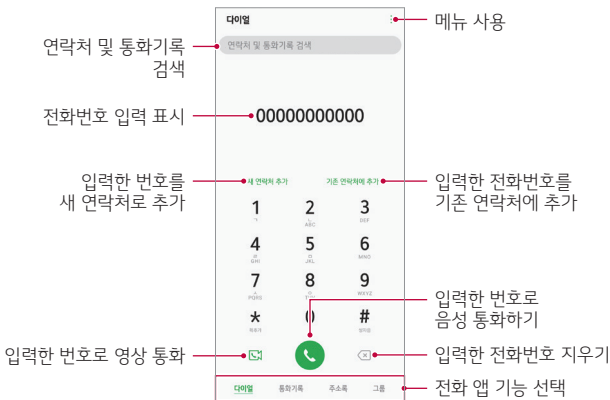 다이얼
메뉴 사용
연락처 및 통화기록
검색
연락처 및 통화기록 검색
전화번호 입력 표시
00000000000
입력한 번호를
새 연락처로 추가
새 연락처 추가
기존 연락처에 추가
입력한 전화번호를
기존 연락처에 추가
1 2 3
ㄱ ㄴ ABC DEF
4 5 6
ㄹ GHI ㅁ JKL MNO
7 8 9
ㅅ PQRS WXYZ
* 0 #
입력한 번호로
음성 통화하기
입력한 번호로 영상 통화
입력한 전화번호 지우기
다이얼 통화기록 주소록 그룹
전화 앱 기능 선택